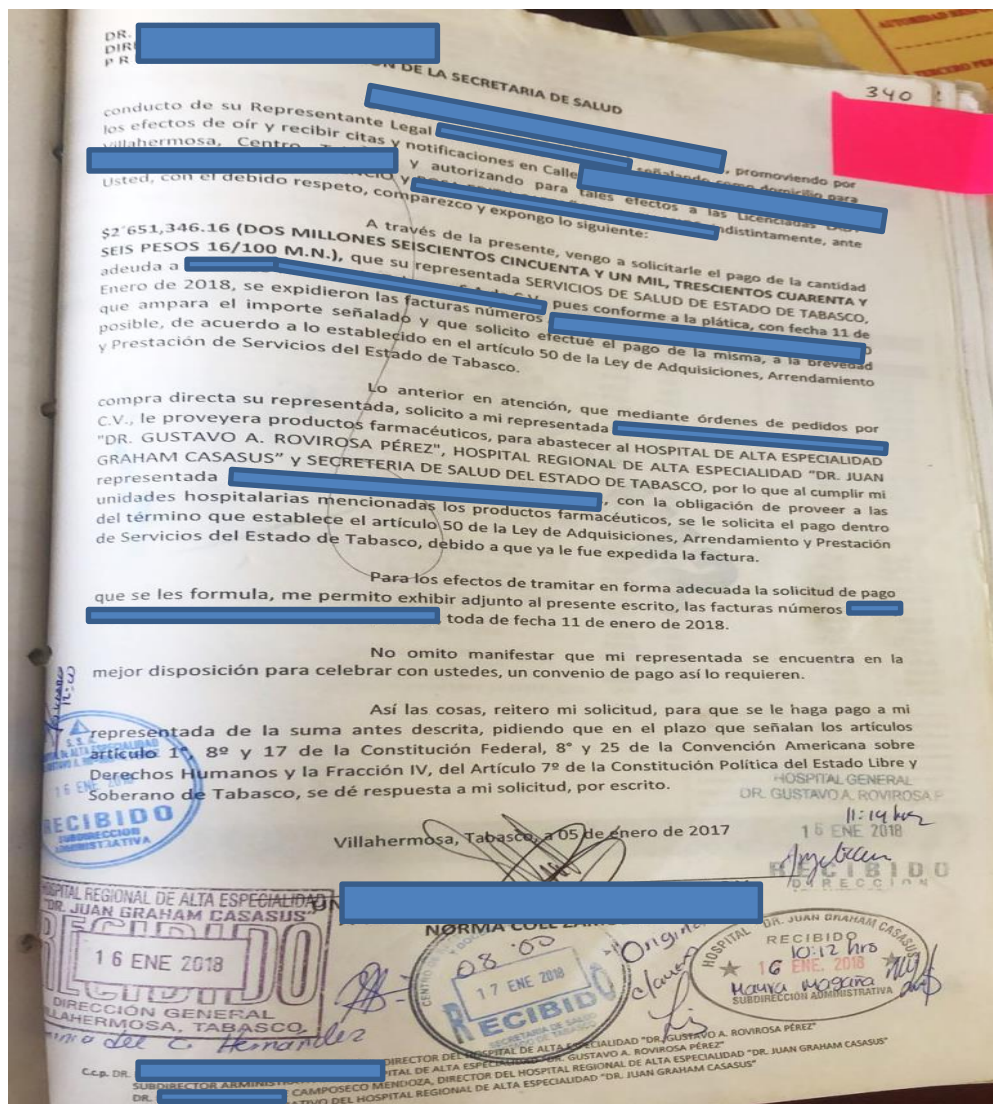 DR.
P R
DE LA SECRETARIA DE SALUD
340
, promoviendo por
conducto de su Representante Legal señalando como domicilio para
los efectos de oír y recibir citas y notificaciones en Calle
Villahermosa, Centro, y autorizando para tales efectos a las Licenciadas
y indistintamente, ante
Usted, con el debido respeto, comparezco y expongo lo siguiente:
A través de la presente, vengo a solicitarle el pago de la cantidad
$2´651,346.16 (DOS MILLONES SEISCIENTOS CINCUENTA Y UN MIL, TRESCIENTOS CUARENTA Y
SEIS PESOS 16/100 M.N.), que su representada SERVICIOS DE SALUD DE ESTADO DE TABASCO,
adeuda a pues conforme a la plática, con fecha 11 de
Enero de 2018, se expidieron las facturas números
que ampara el importe señalado y que solicito efectué el pago de la misma, a la brevedad
posible, de acuerdo a lo establecido en el artículo 50 de la Ley de Adquisiciones, Arrendamiento
y Prestación de Servicios del Estado de Tabasco.
Lo anterior en atención, que mediante órdenes de pedidos por
compra directa su representada, solicito a mi representada
C.V., le proveyera productos farmacéuticos, para abastecer al HOSPITAL DE ALTA ESPECIALIDAD
"DR. GUSTAVO A. ROVIROSA PÉREZ", HOSPITAL REGIONAL DE ALTA ESPECIALIDAD “DR. JUAN
GRAHAM CASASUS” y SECRETERIA DE SALUD DEL ESTADO DE TABASCO, por lo que al cumplir mi
representada , con la obligación de proveer a las
unidades hospitalarias mencionadas los productos farmacéuticos, se le solicita el pago dentro
del término que establece el artículo 50 de la Ley de Adquisiciones, Arrendamiento y Prestación
de Servicios del Estado de Tabasco, debido a que ya le fue expedida la factura.
Para los efectos de tramitar en forma adecuada la solicitud de pago
que se les formula, me permito exhibir adjunto al presente escrito, las facturas números
toda de fecha 11 de enero de 2018.
No omito manifestar que mi representada se encuentra en la
mejor disposición para celebrar con ustedes, un convenio de pago así lo requieren.
Así las cosas, reitero mi solicitud, para que se le haga pago a mi
representada de la suma antes descrita, pidiendo que en el plazo que señalan los artículos
artículo 1º, 8º y 17 de la Constitución Federal, 8° y 25 de la Convención Americana sobre
Derechos Humanos y la Fracción IV, del Artículo 7º de la Constitución Política del Estado Libre y
Soberano de Tabasco, se dé respuesta a mi solicitud, por escrito.
16 ENE
RECIBIDO
SUBDIRECCION
ADMINISTRATIVA
HOSPITAL GENERAL
DR. GUSTAVO A. ROVIROSA P
11:14 hrs
16 ENE 2018
RECIBIDO
DIRECCION
Villahermosa, Tabasco, a 05 de enero de 2017
HOSPITAL REGIONAL DE ALTA ESPECIALIDAD
"DR. JUAN GRAHAM CASASUS"
RECIBIDO
16 ENE 2018
DIRECCIÓN GENERAL
VILLAHERMOSA, TABASCO
Hernández
NORMA
08:00
17 ENE 2018
RECIBIDO
SECRETARIA DE SALUD
HOSPITAL DR. JUAN GRAHAM CASASUS
RECIBIDO
10:12 hrs
16 ENE. 2018
Mayra Magaña
SUBDIRECCIÓN ADMINISTRATIVA
DIRECTOR DEL HOSPITAL DE ALTA ESPECIALIDAD "DR. GUSTAVO A. ROVIROSA PÉREZ"
C.c.p. DR. HOSPITAL DE ALTA ESPECIALIDAD "DR. GUSTAVO A. ROVIROSA PÉREZ"
SUBDIRECTOR CAMPOSECO MENDOZA, DIRECTOR DEL HOSPITAL REGIONAL DE ALTA ESPECIALIDAD "DR. JUAN GRAHAM CASASUS"
DR. DEL HOSPITAL REGIONAL DE ALTA ESPECIALIDAD "DR. JUAN GRAHAM CASASUS"